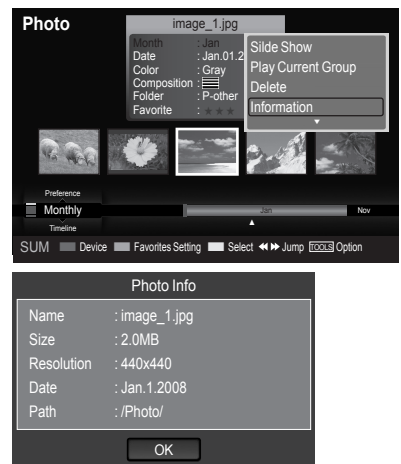 Photo
image_1.jpg
Month : Jan
Date : Jan.01.2
Color : Gray
Composition :
Folder : P-other
Favorite : ★ ★ ★
Silde Show
Play Current Group
Delete
Information
Preference
Monthly
Timeline
Jan
Nov
SUM Device Favorites Setting Select Jump TOOLS Option
Photo Info
Name : image_1.jpg
Size : 2.0MB
Resolution : 440x440
Date : Jan.1.2008
Path : /Photo/
OK